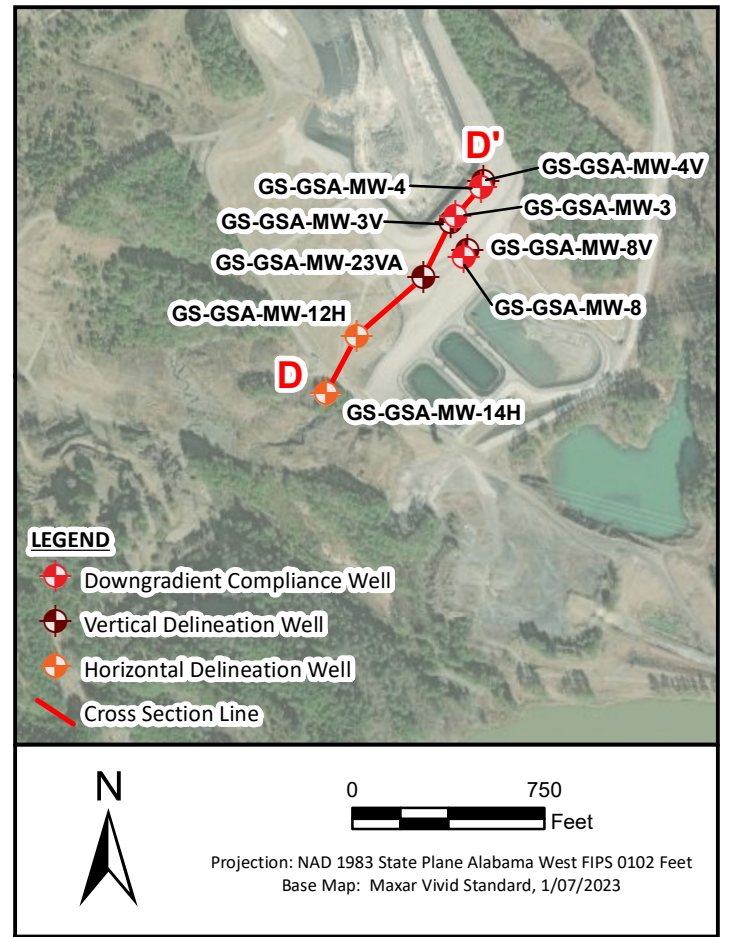 D'
GS-GSA-MW-4V
GS-GSA-MW-4
GS-GSA-MW-3
GS-GSA-MW-3V
GS-GSA-MW-8V
GS-GSA-MW-23VA
GS-GSA-MW-8
GS-GSA-MW-12H
D
GS-GSA-MW-14H
LEGEND
Downgradient Compliance Well
Vertical Delineation Well
Horizontal Delineation Well
Cross Section Line
N
0 750
Feet
Projection: NAD 1983 State Plane Alabama West FIPS 0102 Feet
Base Map: Maxar Vivid Standard, 1/07/2023